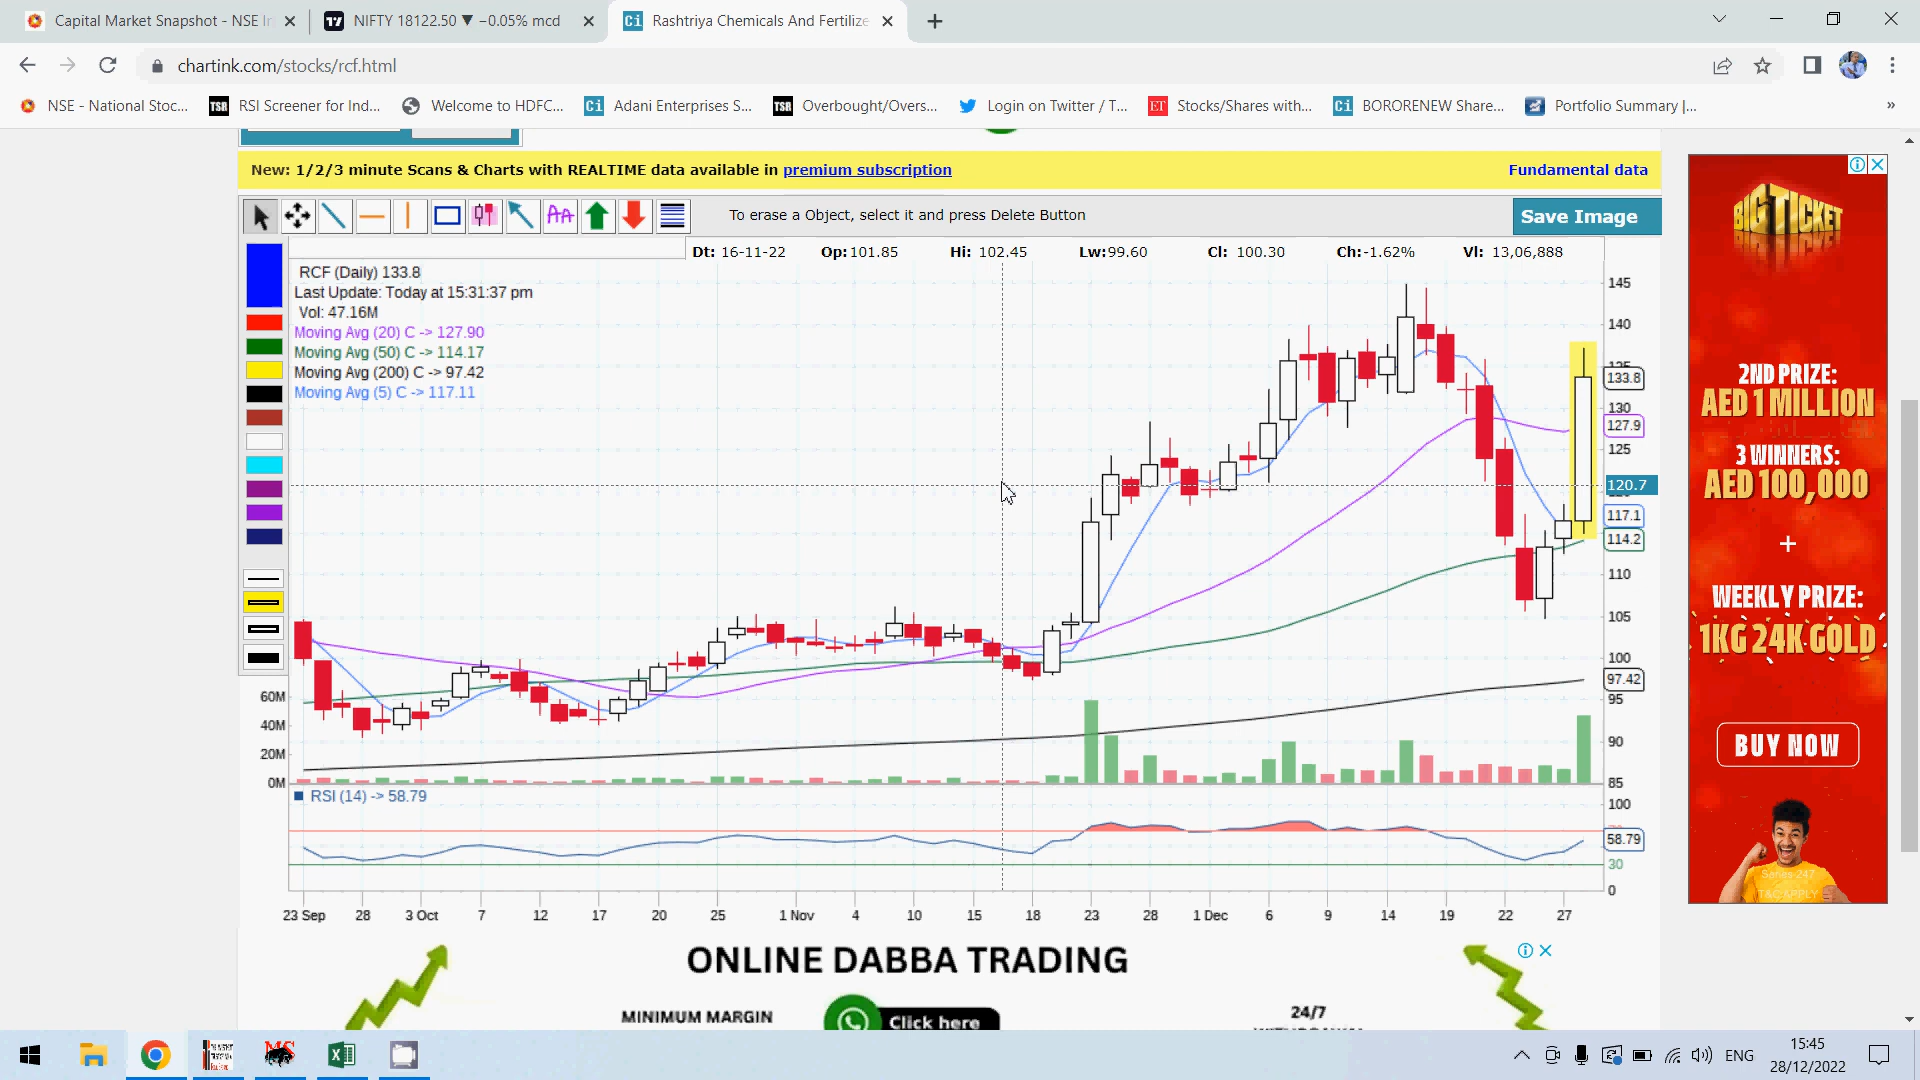 Capital Market Snapshot - NSE In
NIFTY 18122.50 ▼ −0.05% mcd
Rashtriya Chemicals And Fertilize
chartink.com/stocks/rcf.html
NSE - National Stoc...
RSI Screener for Ind...
Welcome to HDFC...
Adani Enterprises S...
Overbought/Overs...
Login on Twitter / T...
Stocks/Shares with...
BORORENEW Share...
Portfolio Summary |...
New: 1/2/3 minute Scans & Charts with REALTIME data available in premium subscription
Fundamental data
To erase a Object, select it and press Delete Button
Save Image
Dt: 16-11-22 Op:101.85 Hi: 102.45 Lw:99.60 Cl: 100.30 Ch:-1.62% Vl: 13,06,888
RCF (Daily) 133.8
Last Update: Today at 15:31:37 pm
Vol: 47.16M
Moving Avg (20) C -> 127.90
Moving Avg (50) C -> 114.17
Moving Avg (200) C -> 97.42
Moving Avg (5) C -> 117.11
145
140
135
133.8
130
127.9
125
120.7
117.1
114.2
110
105
100
97.42
95
90
85
60M
40M
20M
0M
RSI (14) -> 58.79
100
58.79
30
0
23 Sep 28 3 Oct 7 12 17 20 25 1 Nov 4 10 15 18 23 28 1 Dec 6 9 14 19 22 27
BIG TICKET
2ND PRIZE:
AED 1 MILLION
3 WINNERS:
AED 100,000
+
WEEKLY PRIZE:
1KG 24K GOLD
BUY NOW
Series 247
T&C APPLY
ONLINE DABBA TRADING
MINIMUM MARGIN
Click here
24/7
ENG
15:45
28/12/2022